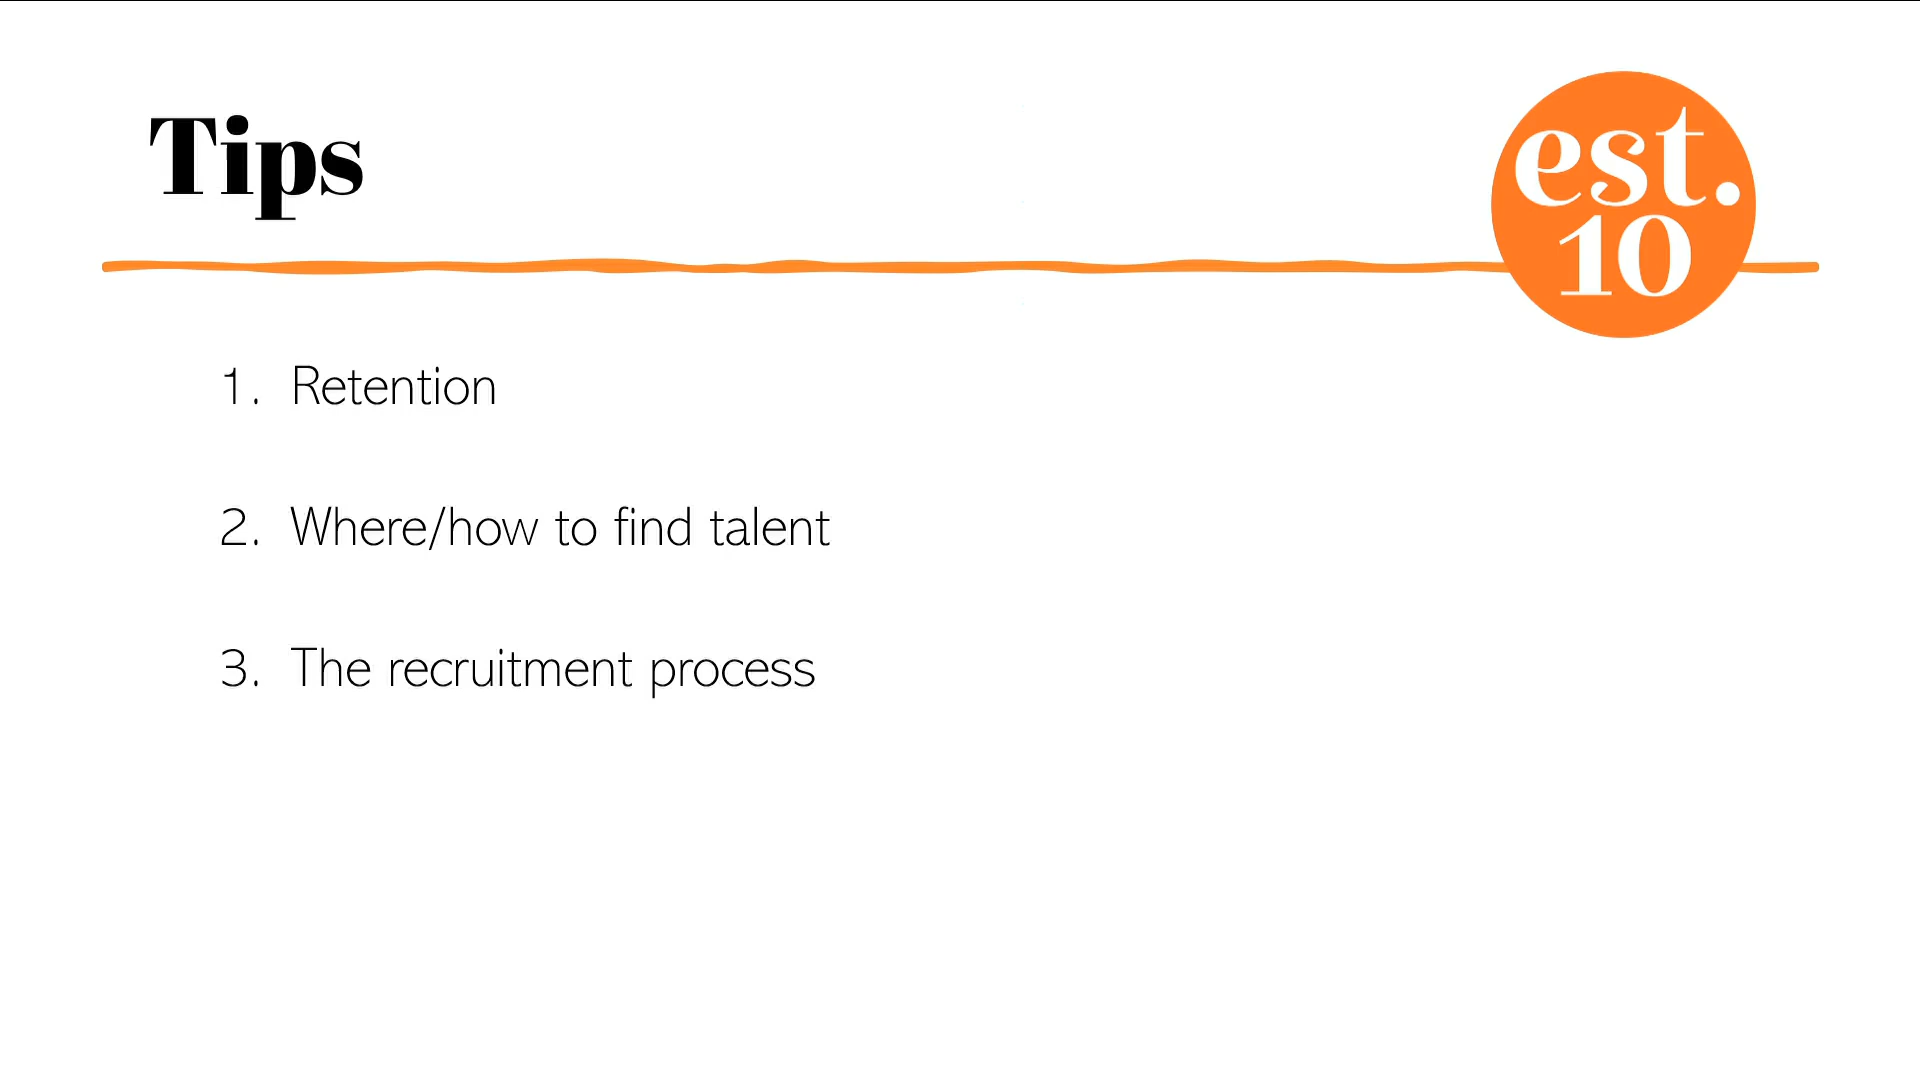 Tips
est.
10
1. Retention
2. Where/how to find talent
3. The recruitment process